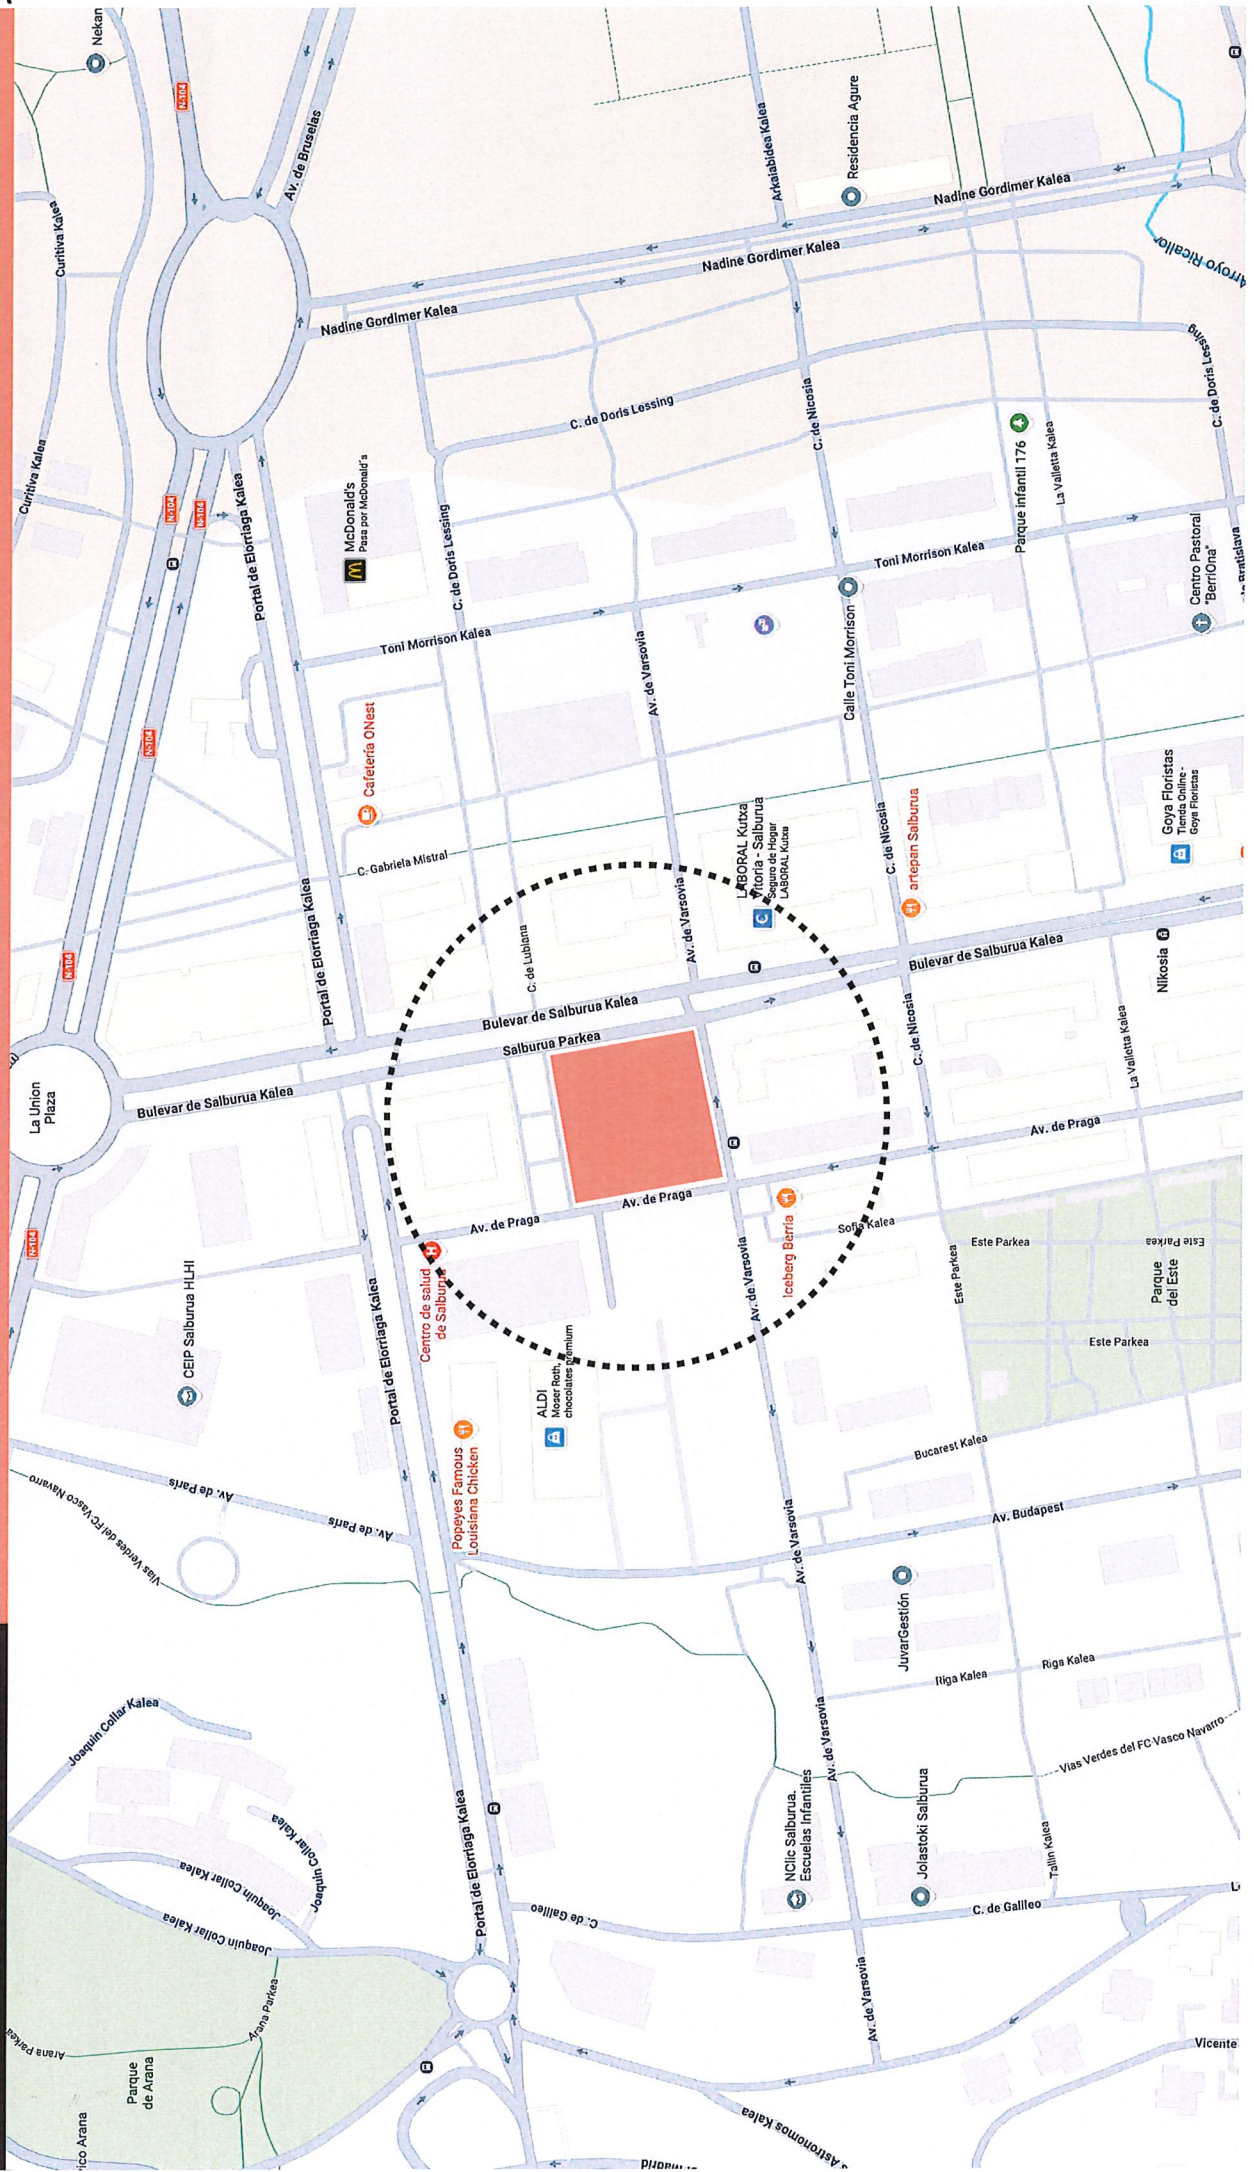 Arana Parkea
ico Arana
Parque
de Arana
Arana Parkea
Joaquin Collar Kalea
Joaquin Collar Kalea
Joaquin Collar Kalea
Joaquin Collar Kalea
Vias Verdes del FC Vasco Navarro
Av. de París
Av. de París
CEIP Salburua HLHI
N-104
La Union
Plaza
N-104
N-104
N-104
N-104
N-104
Curitiva Kalea
Curitiva Kalea
Nekan
Av. de Bruselas
Portal de Elorriaga Kalea
Portal de Elorriaga Kalea
Portal de Elorriaga Kalea
Portal de Elorriaga Kalea
Bulevar de Salburua Kalea
Portal de Elorriaga Kalea
Popeyes Famous
Louisiana Chicken
Centro de salud
de Salburua
ALDI
Moser Roth,
chocolates premium
Av. de Praga
Av. de Praga
Salburua Parkea
Bulevar de Salburua Kalea
C. de Lubiana
C. Gabriela Mistral
Cafetería ONest
Toni Morrison Kalea
McDonald's
Pasa por McDonald's
C. de Doris Lessing
C. de Doris Lessing
Nadine Gordimer Kalea
Nadine Gordimer Kalea
Nadine Gordimer Kalea
Arkaiabidea Kalea
Residencia Agure
C. de Galileo
NClic Salburua.
Escuelas Infantiles
Av. de Varsovia
Av. de Varsovia
Av. de Varsovia
Av. de Varsovia
Av. de Varsovia
Av. de Varsovia
Iceberg Berria
Sofia Kalea
LABORAL Kutxa
Vitoria - Salburua
Seguro de Hogar
LABORAL Kutxa
Calle Toni Morrison
Toni Morrison Kalea
C. de Nicosia
C. de Nicosia
C. de Nicosia
artepan Salburua
Bulevar de Salburua Kalea
Astronomos Kalea
Jolastoki Salburua
JuvarGestión
Riga Kalea
Riga Kalea
Bucarest Kalea
Av. Budapest
Este Parkea
Este Parkea
Este Parkea
Este Parkea
Parque
del Este
Av. de Praga
La Valletta Kalea
Nikosia
La Valletta Kalea
Parque infantil 176
C. de Galileo
Tallin Kalea
Vias Verdes del FC Vasco Navarro
Goya Floristas
Tienda Online -
Goya Floristas
Centro Pastoral
"BerriOna"
Bratislava
C. de Doris Lessing
Arroyo Ricallor
Vicente